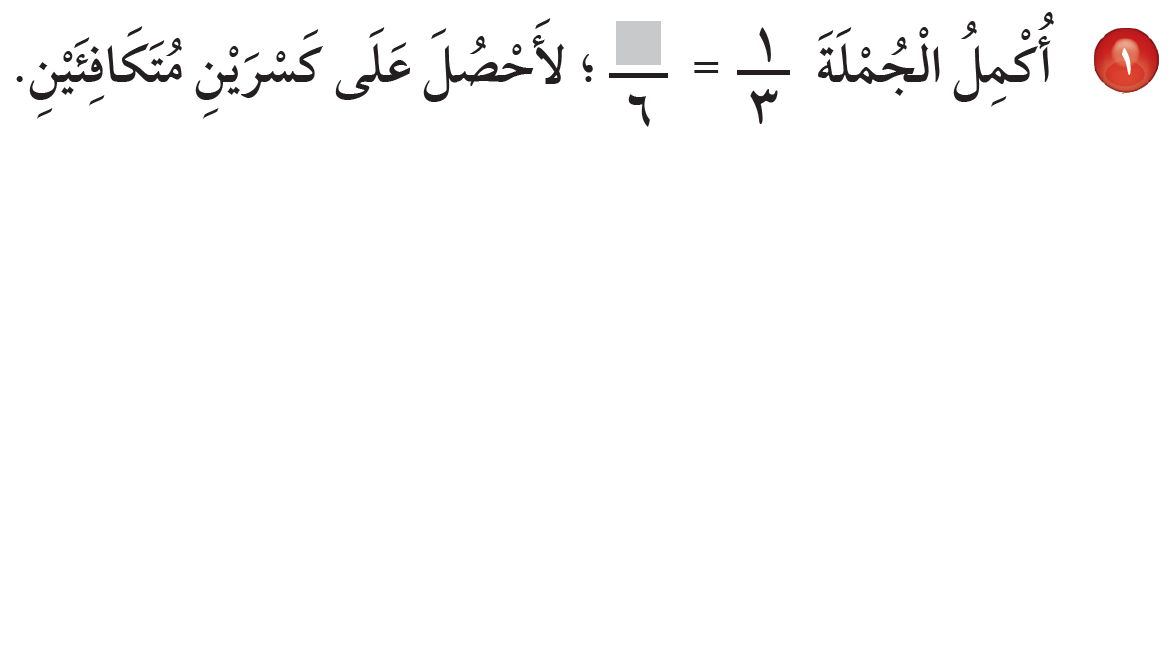 ١ أُكْمِلُ الْجُمْلَةَ ١/٣ = /٦ ؛ لأَحْصُلَ عَلَى كَسْرَيْنِ مُتَكَافِئَيْنِ.